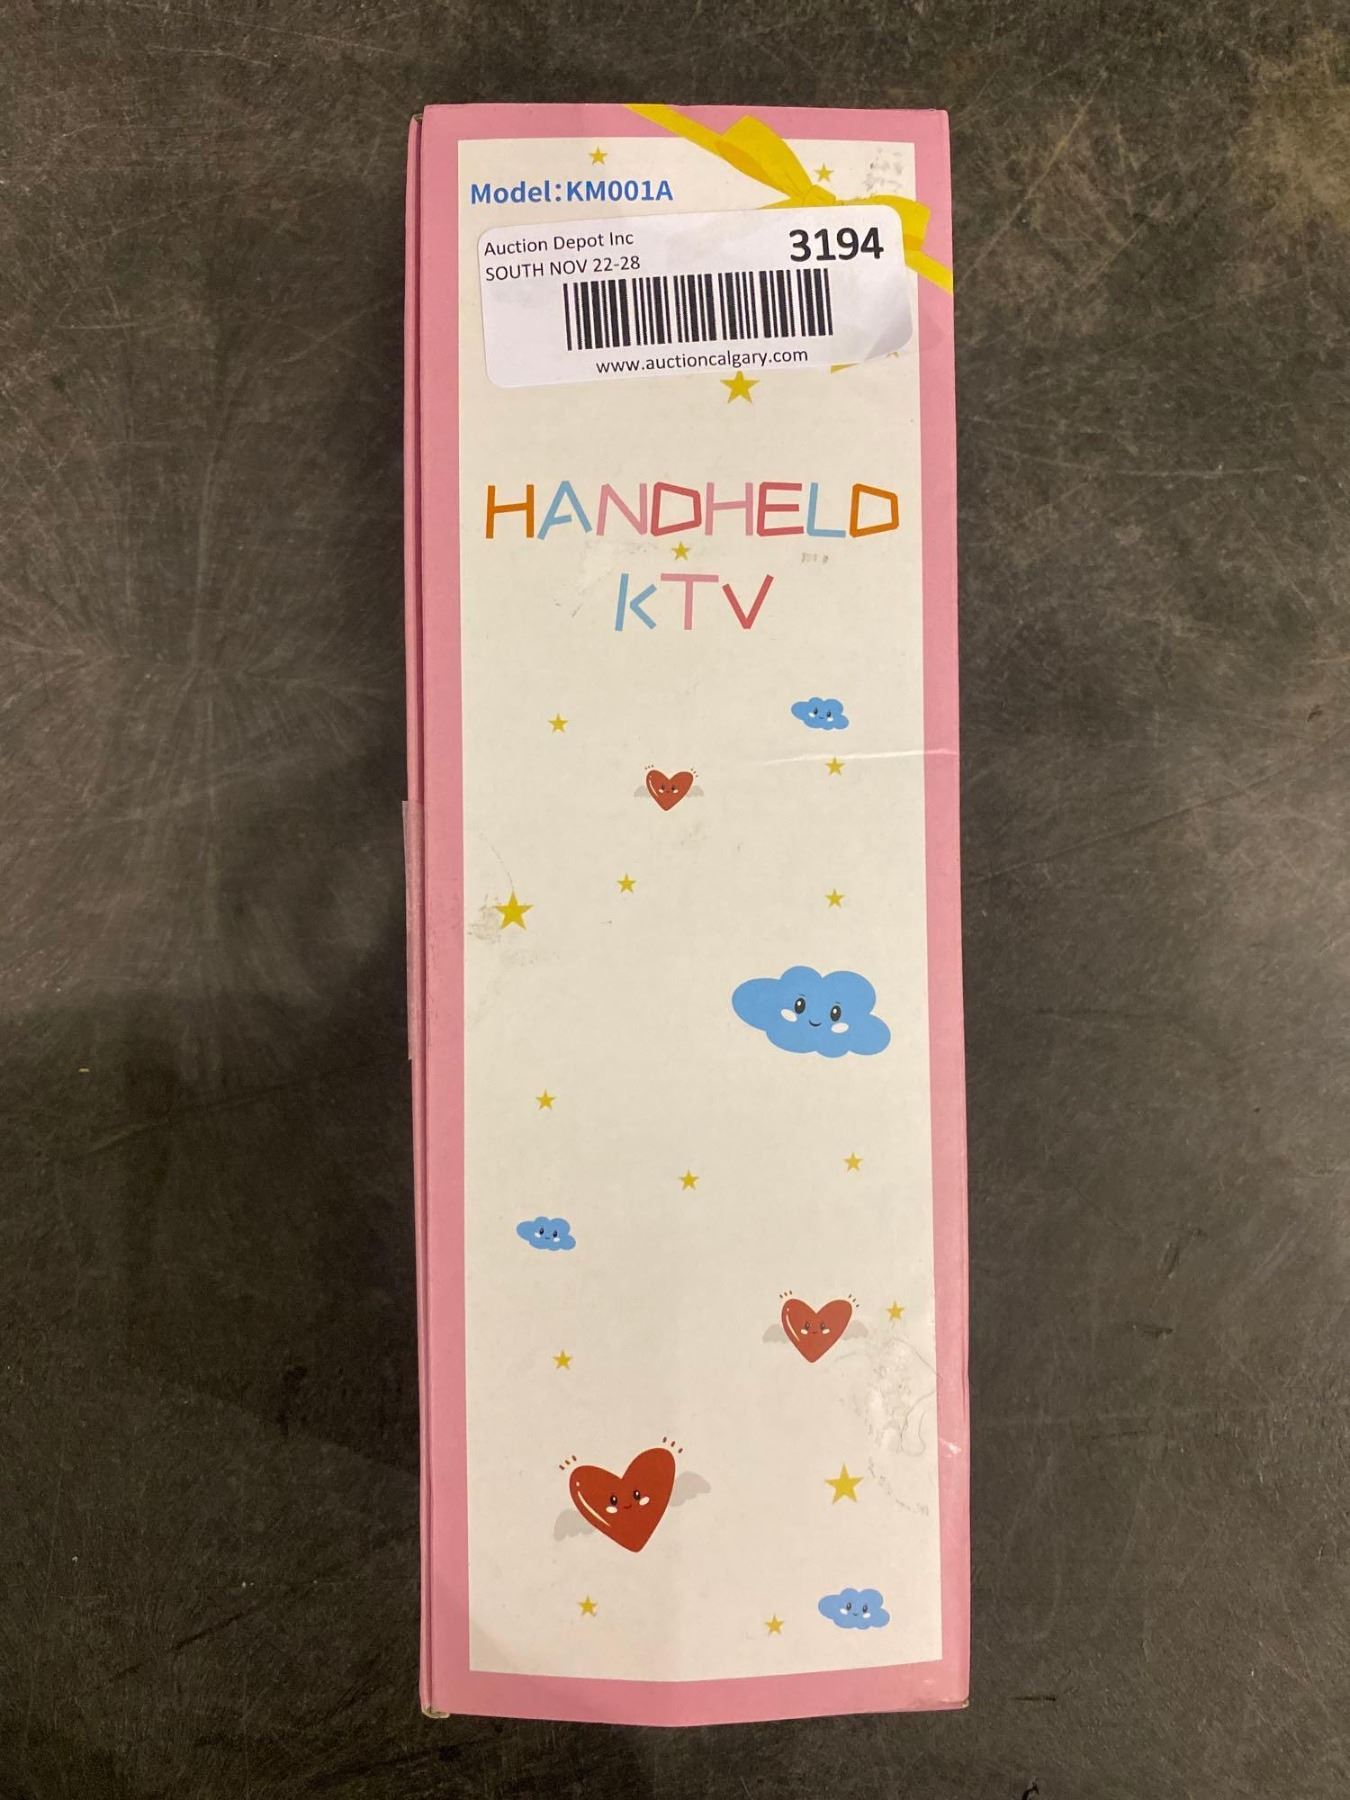 Model:KM001A
Auction Depot Inc
3194
SOUTH NOV 22-28
www.auctioncalgary.com
HANDHELD
KTV